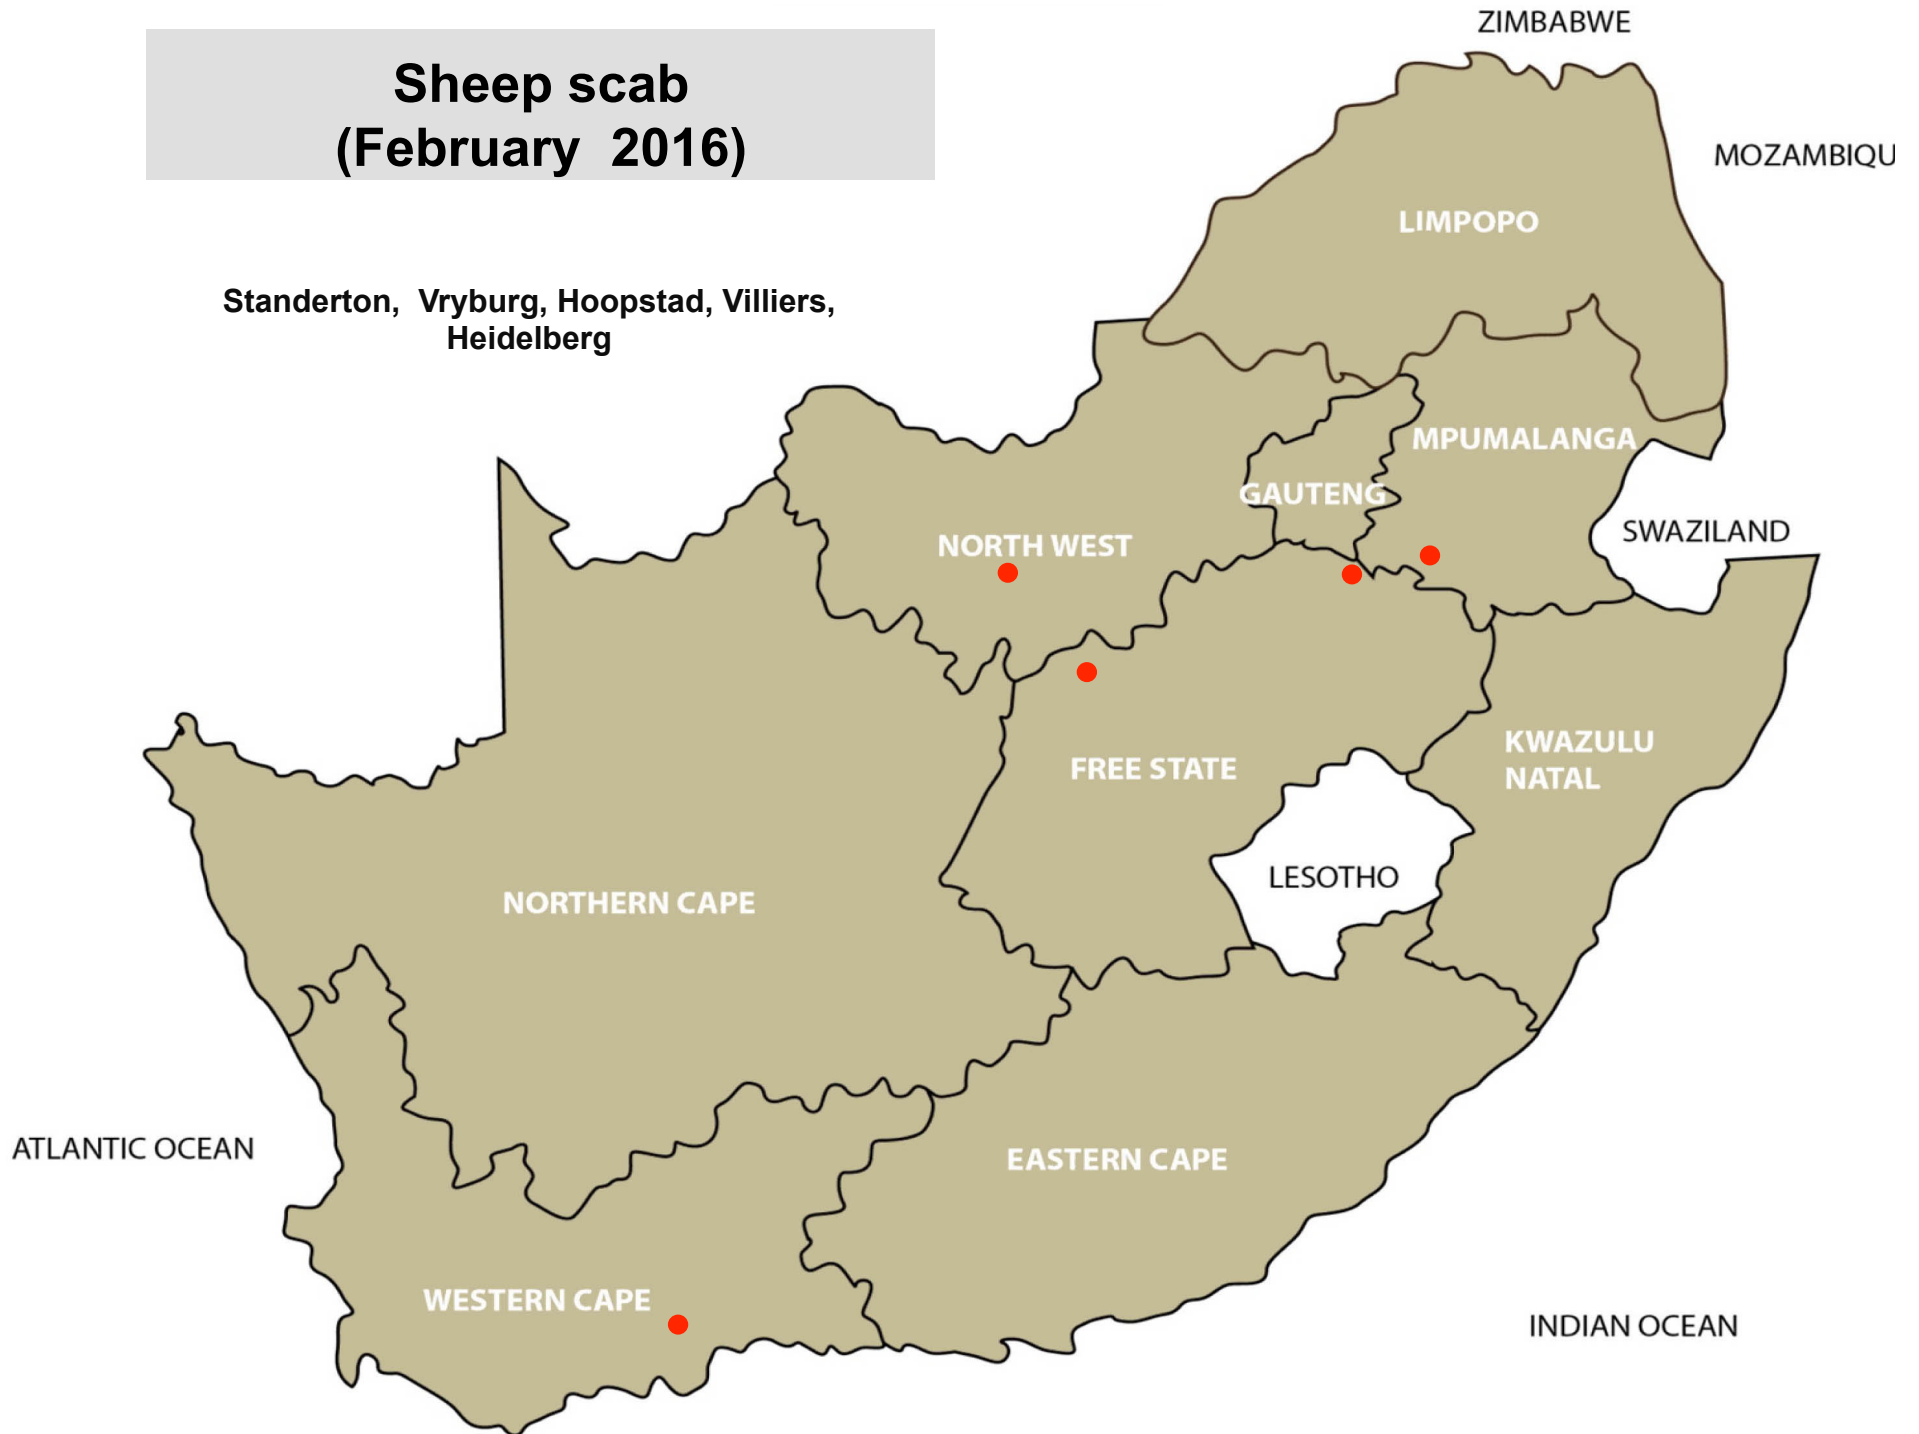 Sheep scab
(February 2016)
Standerton, Vryburg, Hoopstad, Villiers,
Heidelberg
ZIMBABWE
MOZAMBIQU
LIMPOPO
MPUMALANGA
GAUTENG
SWAZILAND
NORTH WEST
KWAZULU
NATAL
FREE STATE
LESOTHO
NORTHERN CAPE
ATLANTIC OCEAN
EASTERN CAPE
WESTERN CAPE
INDIAN OCEAN